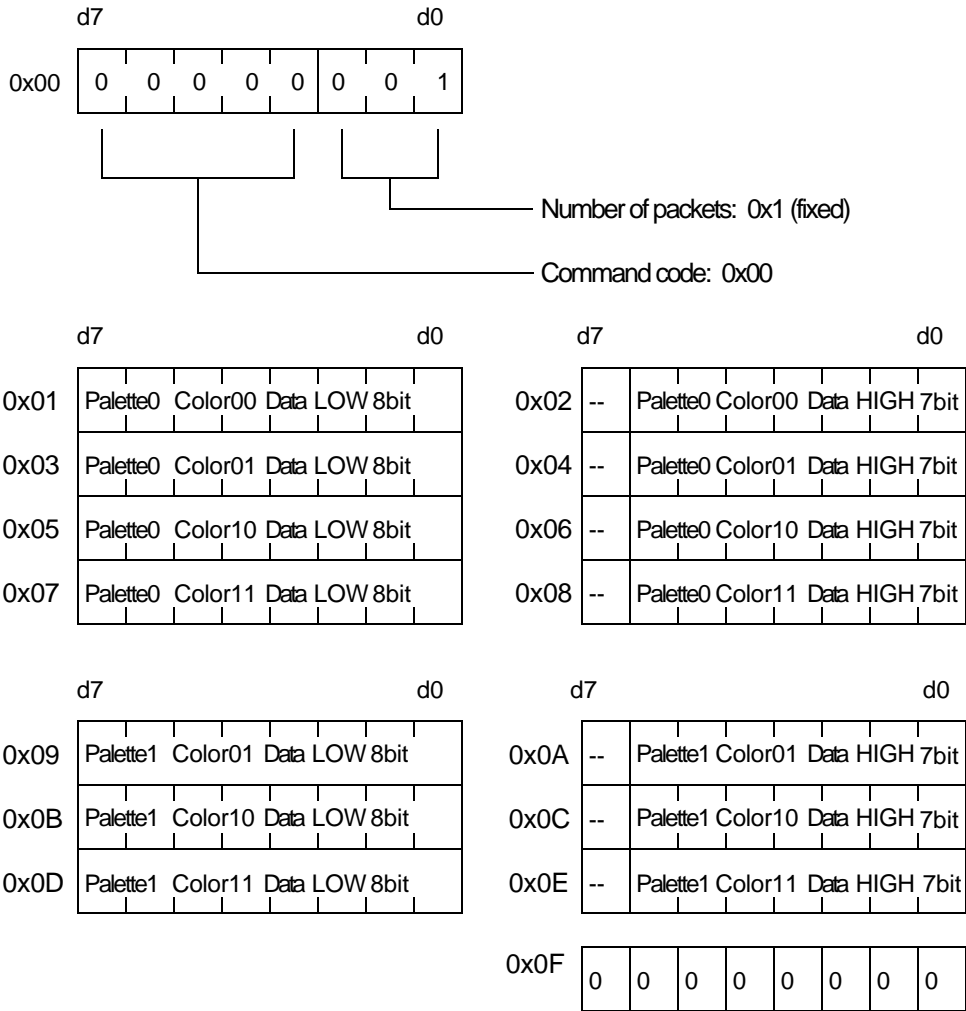 d7 d0
0x00 0 0 0 0 0 0 0 1
Number of packets: 0x1 (fixed)
Command code: 0x00
d7 d0 d7 d0
0x01 Palette0 Color00 Data LOW 8bit 0x02 -- Palette0 Color00 Data HIGH 7bit
0x03 Palette0 Color01 Data LOW 8bit 0x04 -- Palette0 Color01 Data HIGH 7bit
0x05 Palette0 Color10 Data LOW 8bit 0x06 -- Palette0 Color10 Data HIGH 7bit
0x07 Palette0 Color11 Data LOW 8bit 0x08 -- Palette0 Color11 Data HIGH 7bit
d7 d0 d7 d0
0x09 Palette1 Color01 Data LOW 8bit 0x0A -- Palette1 Color01 Data HIGH 7bit
0x0B Palette1 Color10 Data LOW 8bit 0x0C -- Palette1 Color10 Data HIGH 7bit
0x0D Palette1 Color11 Data LOW 8bit 0x0E -- Palette1 Color11 Data HIGH 7bit
0x0F 0 0 0 0 0 0 0 0